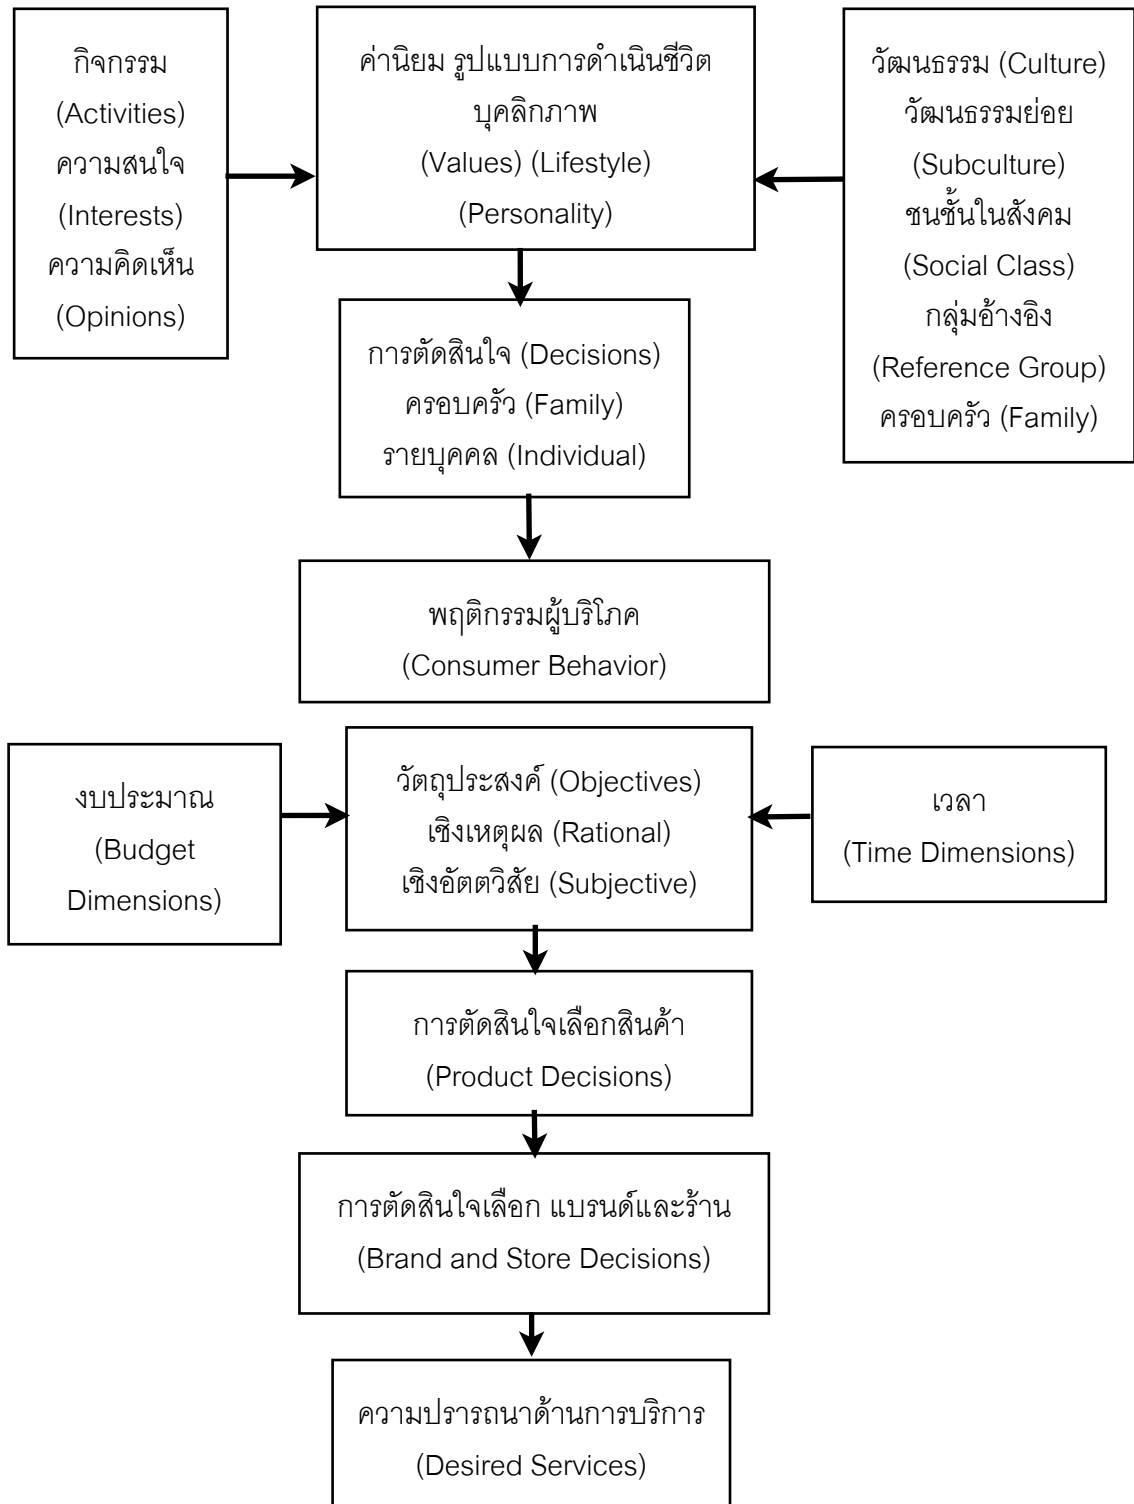 กิจกรรม
(Activities)
ความสนใจ
(Interests)
ความคิดเห็น
(Opinions)
ค่านิยม รูปแบบการดำเนินชีวิต
บุคลิกภาพ
(Values) (Lifestyle)
(Personality)
วัฒนธรรม (Culture)
วัฒนธรรมย่อย
(Subculture)
ชนชั้นในสังคม
(Social Class)
กลุ่มอ้างอิง
(Reference Group)
ครอบครัว (Family)
การตัดสินใจ (Decisions)
ครอบครัว (Family)
รายบุคคล (Individual)
พฤติกรรมผู้บริโภค
(Consumer Behavior)
งบประมาณ
(Budget
Dimensions)
วัตถุประสงค์ (Objectives)
เชิงเหตุผล (Rational)
เชิงอัตตวิสัย (Subjective)
เวลา
(Time Dimensions)
การตัดสินใจเลือกสินค้า
(Product Decisions)
การตัดสินใจเลือก แบรนด์และร้าน
(Brand and Store Decisions)
ความปรารถนาด้านการบริการ
(Desired Services)